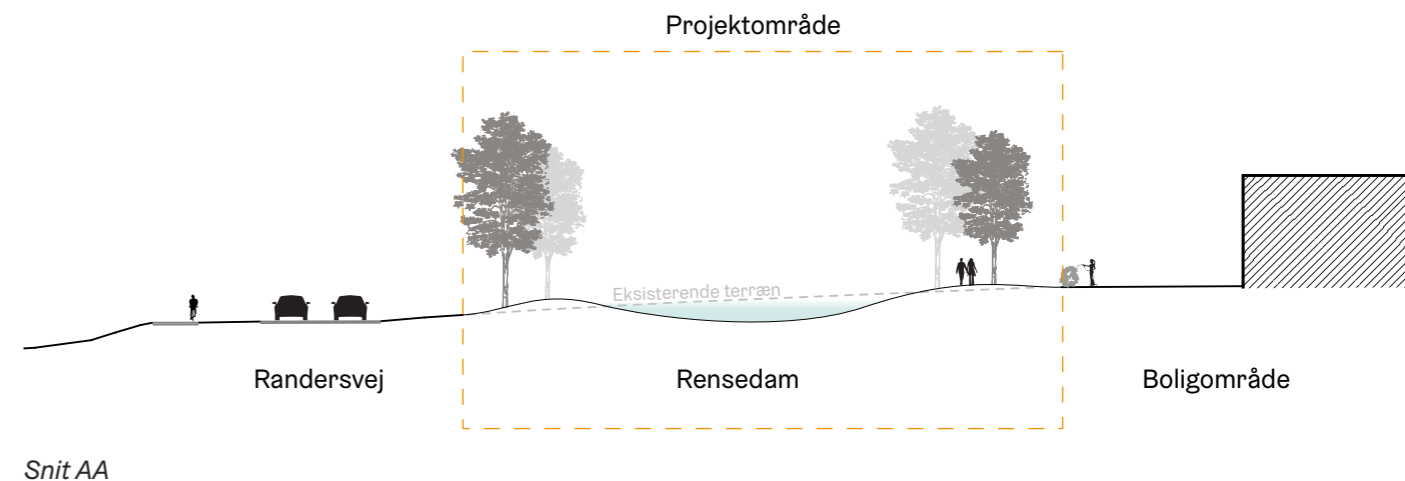 Projektområde
Eksisterende terræn
Randersvej
Rensedam
Boligområde
Snit AA